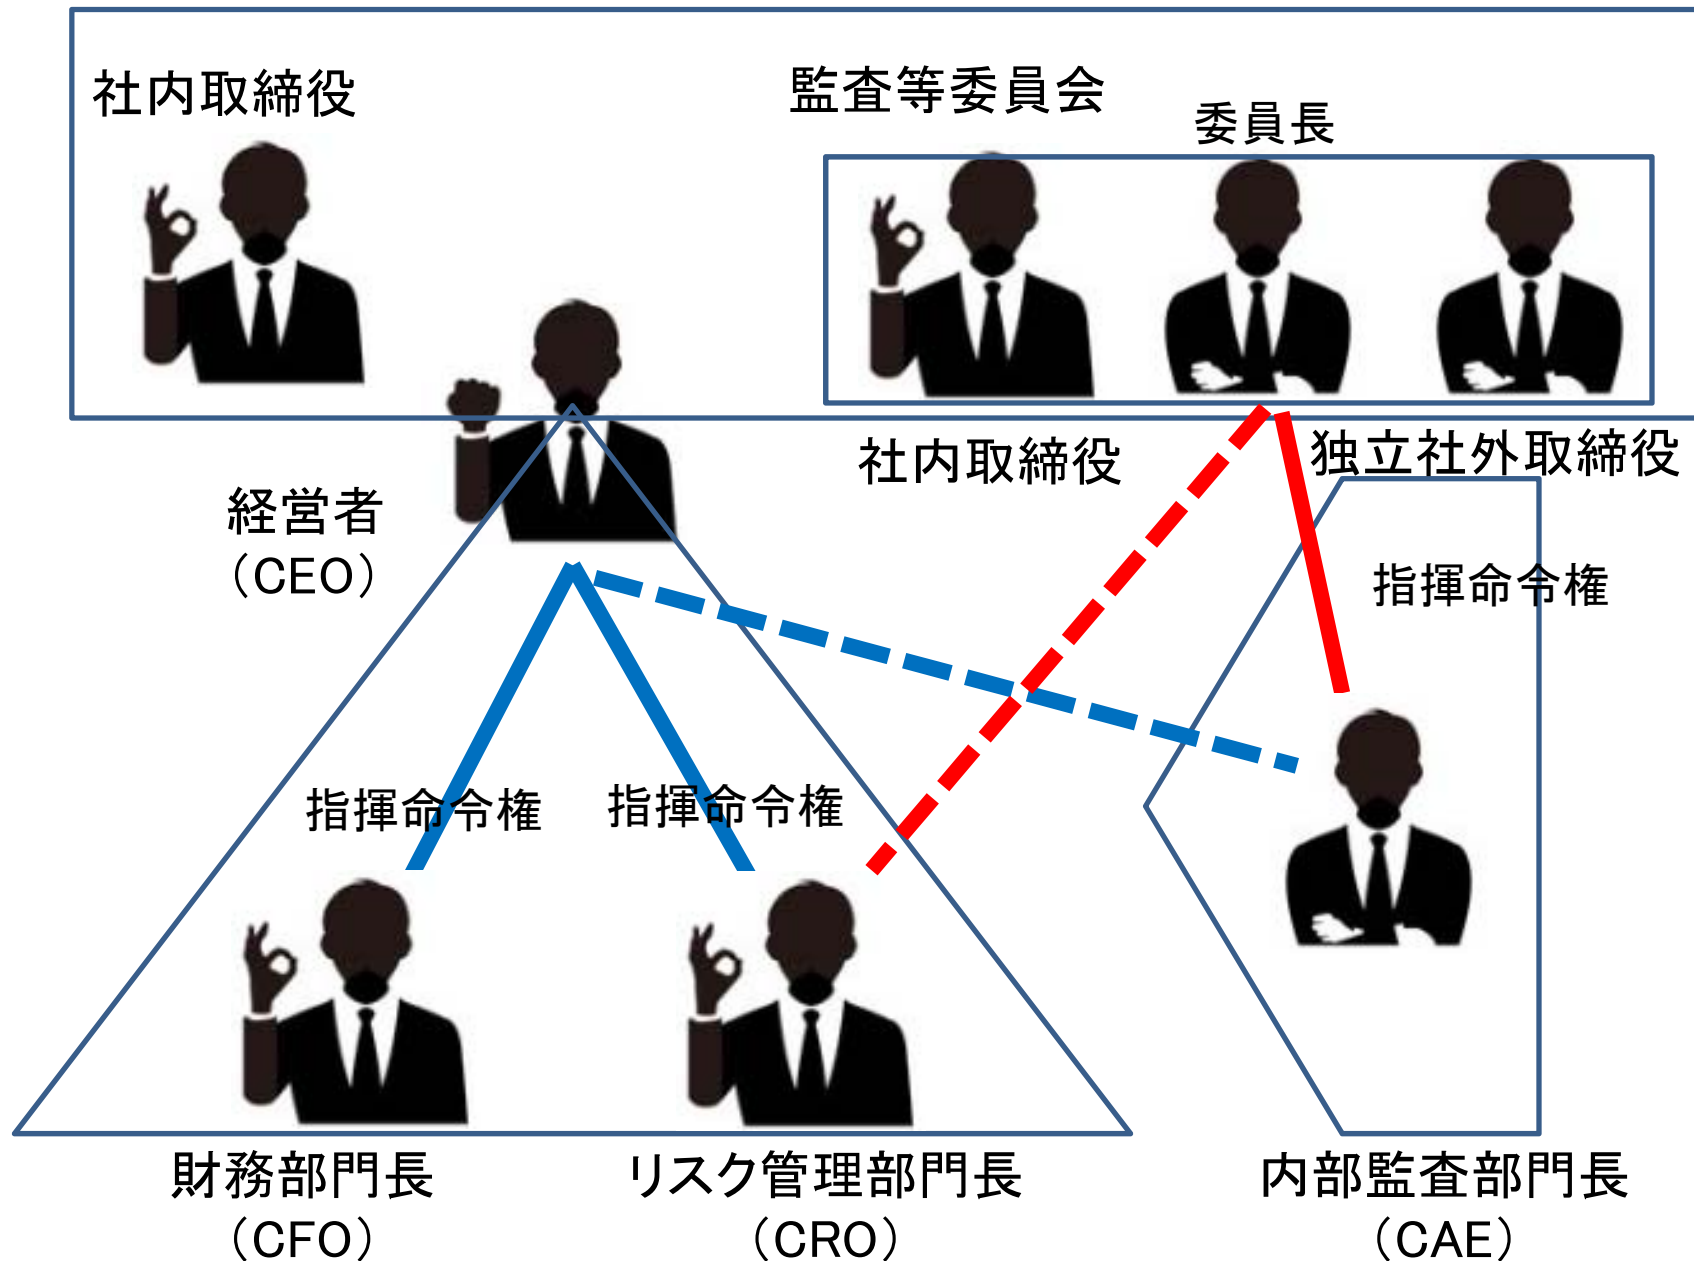 社内取締役
監査等委員会
委員長
社内取締役
独立社外取締役
経営者
（CEO）
指揮命令権
指揮命令権
指揮命令権
財務部門長
（CFO）
リスク管理部門長
（CRO）
内部監査部門長
（CAE）